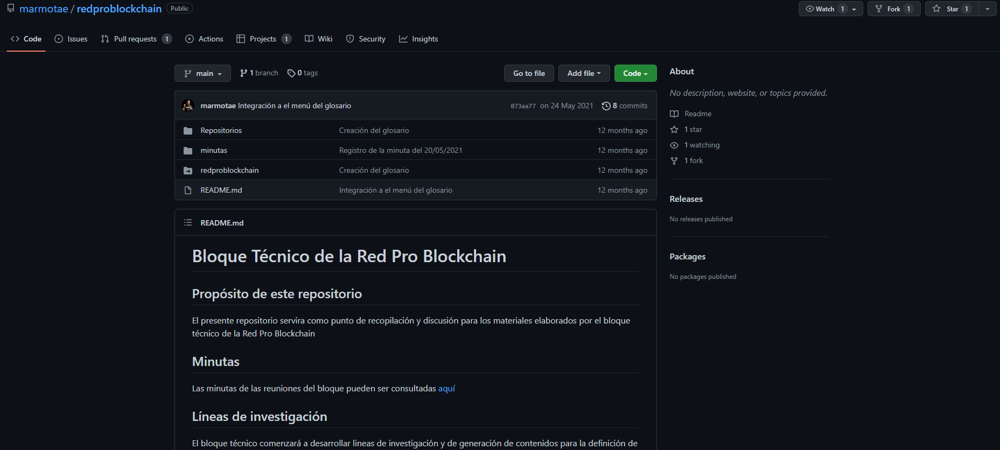 marmotae / redproblockchain Public
Watch 1 Fork 1 Star 1
Code Issues Pull requests 1 Actions Projects 1 Wiki Security Insights
main 1 branch 0 tags Go to file Add file Code
marmotae Integración a el menú del glosario 073aa77 on 24 May 2021 8 commits
Repositorios Creación del glosario 12 months ago
minutas Registro de la minuta del 20/05/2021 12 months ago
redproblockchain Creación del glosario 12 months ago
README.md Integración a el menú del glosario 12 months ago
README.md
Bloque Técnico de la Red Pro Blockchain
Propósito de este repositorio
El presente repositorio servira como punto de recopilación y discusión para los materiales elaborados por el bloque
técnico de la Red Pro Blockchain
Minutas
Las minutas de las reuniones del bloque pueden ser consultadas aquí
Líneas de investigación
El bloque técnico comenzará a desarrollar lineas de investigación y de generación de contenidos para la definición de
About
No description, website, or topics provided.
Readme
1 star
1 watching
1 fork
Releases
No releases published
Packages
No packages published